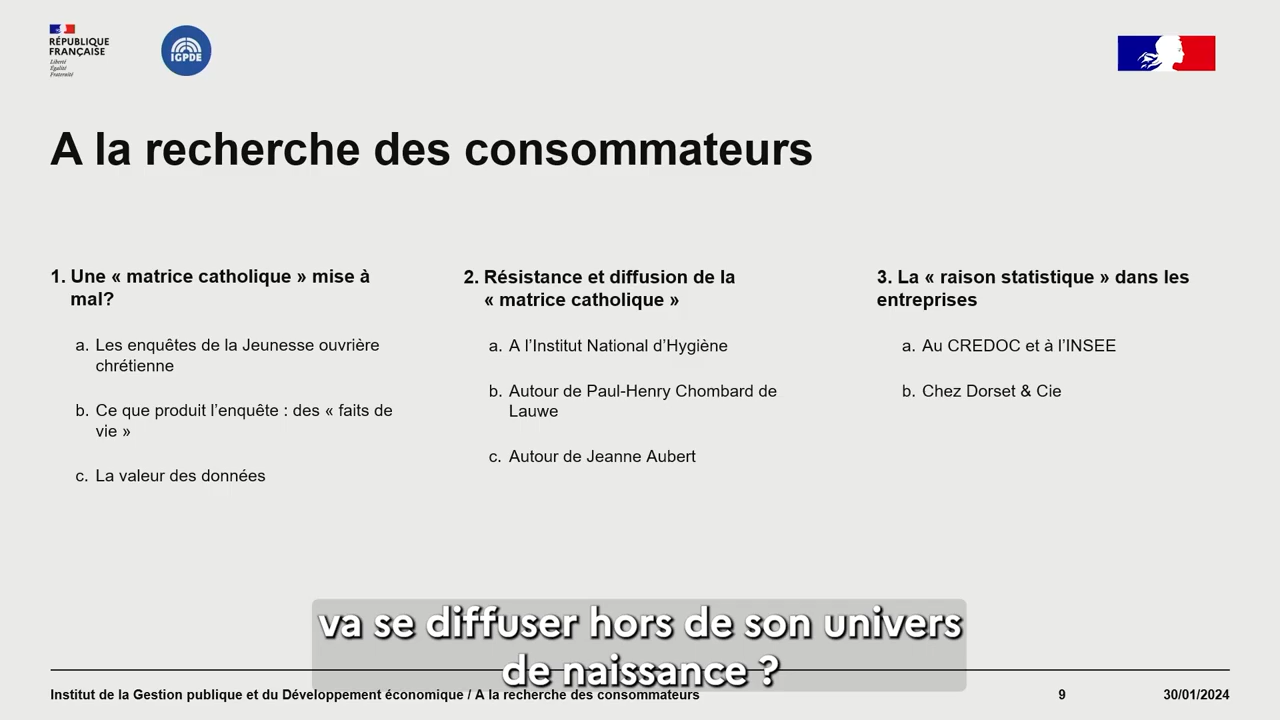 RÉPUBLIQUE
FRANÇAISE
Liberté
Égalité
Fraternité
IGPDE
A la recherche des consommateurs
1. Une « matrice catholique » mise à
mal?
a. Les enquêtes de la Jeunesse ouvrière
chrétienne
b. Ce que produit l'enquête : des « faits de
vie »
c. La valeur des données
2. Résistance et diffusion de la
« matrice catholique »
a. A l'Institut National d'Hygiène
b. Autour de Paul-Henry Chombard de
Lauwe
c. Autour de Jeanne Aubert
3. La « raison statistique » dans les
entreprises
a. Au CREDOC et à l'INSEE
b. Chez Dorset & Cie
va se diffuser hors de son univers
de naissance ?
Institut de la Gestion publique et du Développement économique / A la recherche des consommateurs
9
30/01/2024